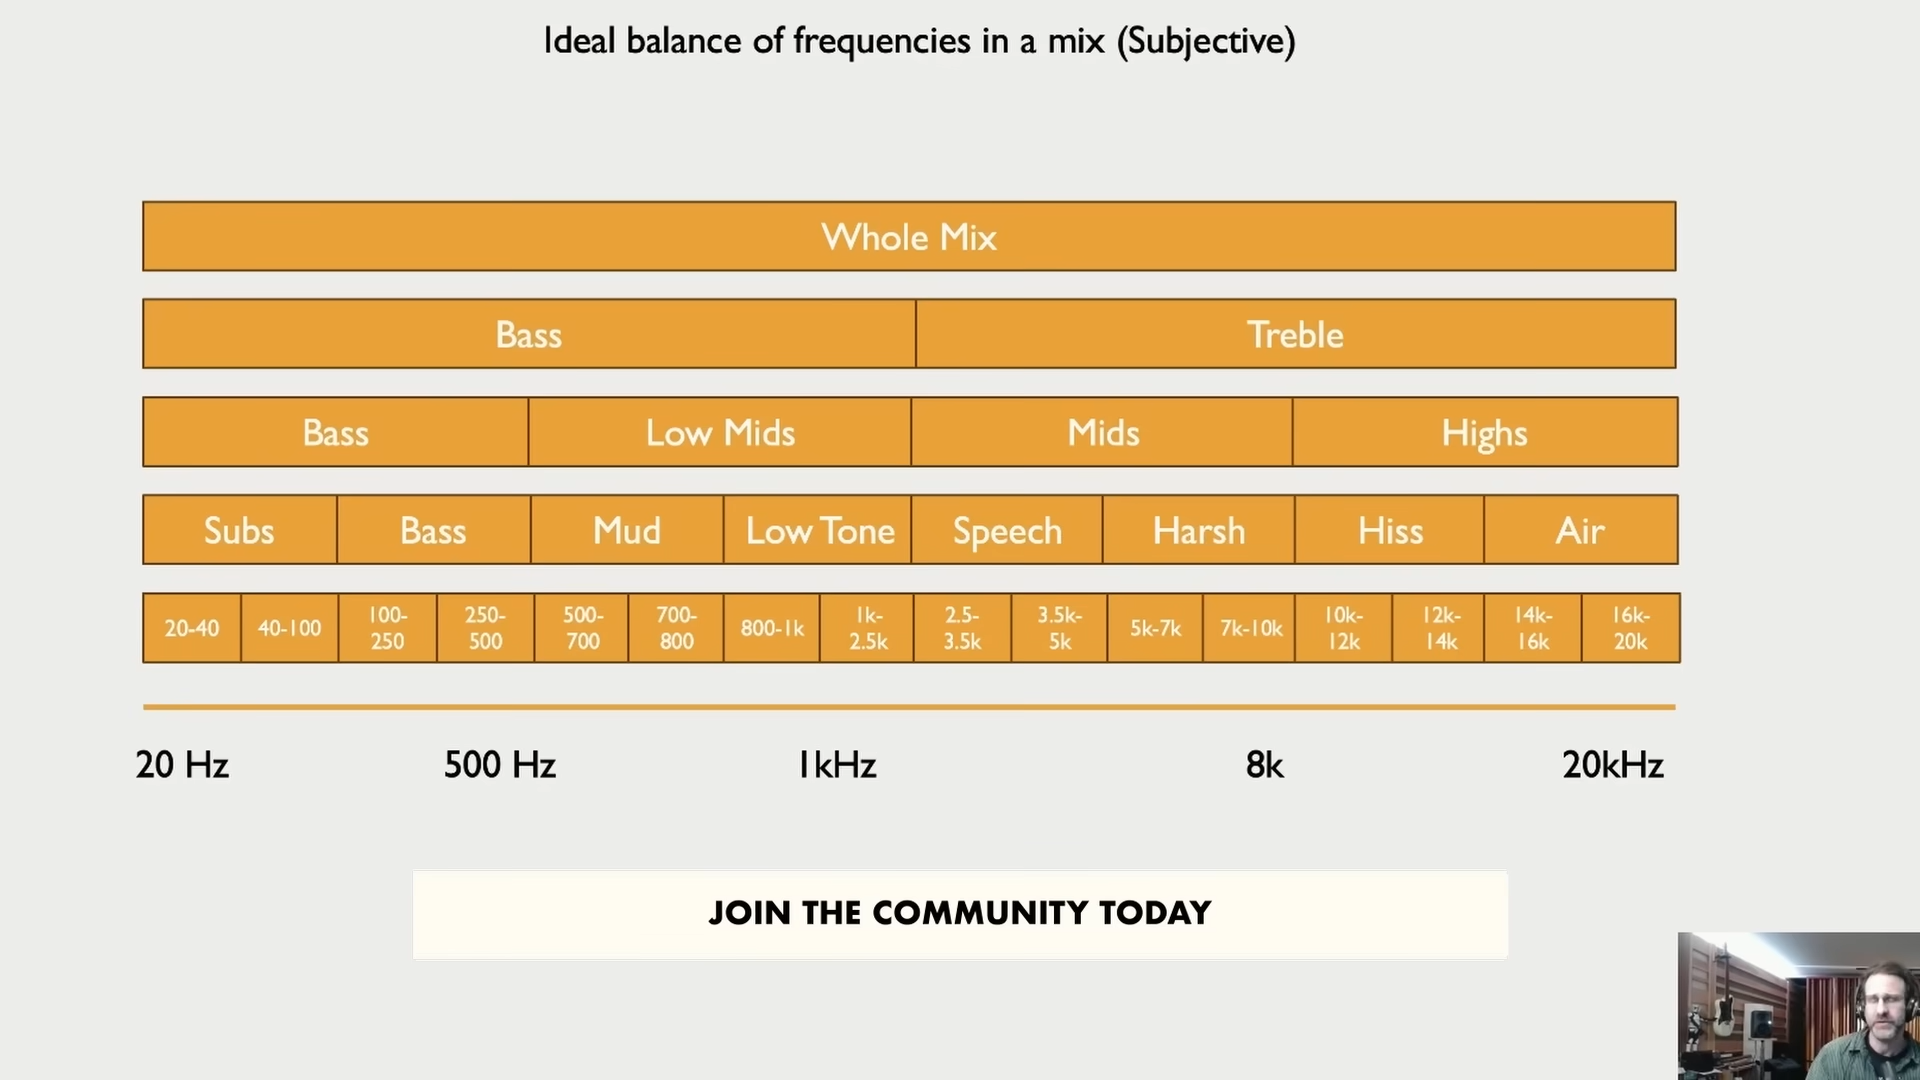 Ideal balance of frequencies in a mix (Subjective)
Whole Mix
Bass Treble
Bass Low Mids Mids Highs
Subs Bass Mud Low Tone Speech Harsh Hiss Air
20-40
40-100
100-
250
250-
500
500-
700
700-
800
800-1k
1k-
2.5k
2.5-
3.5k
3.5k-
5k
5k-7k
7k-10k
10k-
12k
12k-
14k
14k-
16k
16k-
20k
20 Hz 500 Hz 1kHz 8k 20kHz
JOIN THE COMMUNITY TODAY